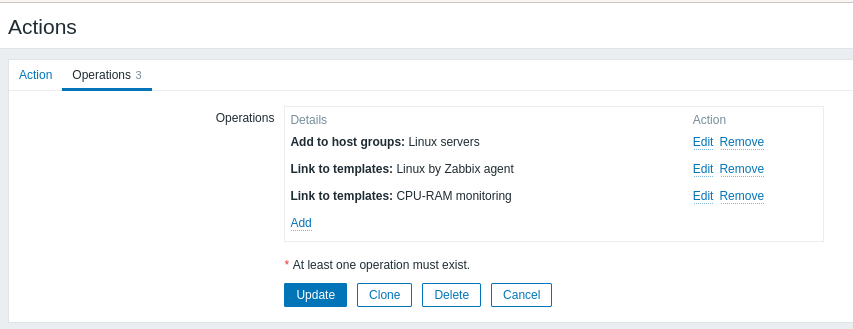 Actions
Action Operations 3
Operations Details Action
Add to host groups: Linux servers Edit Remove
Link to templates: Linux by Zabbix agent Edit Remove
Link to templates: CPU-RAM monitoring Edit Remove
Add
* At least one operation must exist.
Update Clone Delete Cancel